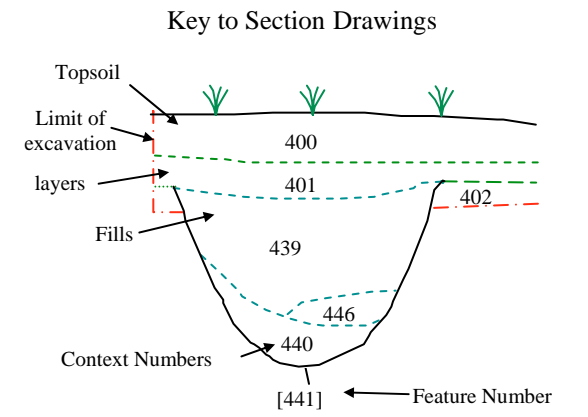 Key to Section Drawings
Topsoil
Limit of
excavation
400
layers
401
402
Fills
439
446
440
Context Numbers
[441]
Feature Number